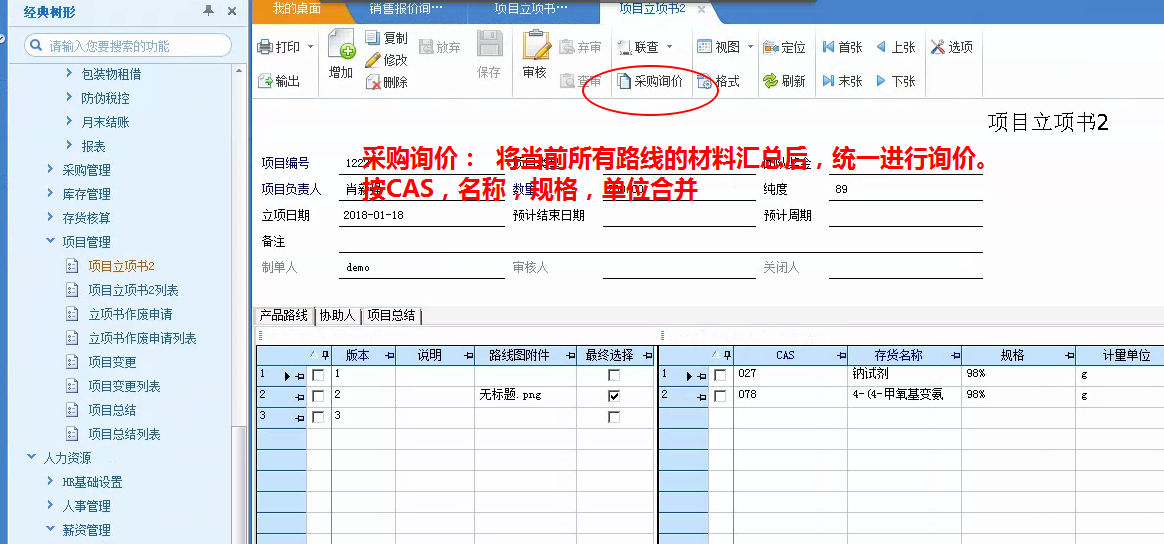 经典树形
请输入您要搜索的功能
包装物租借
防伪税控
月末结账
报表
采购管理
库存管理
存货核算
项目管理
项目立项书2
项目立项书2列表
立项书作废申请
立项书作废申请列表
项目变更
项目变更列表
项目总结
项目总结列表
人力资源
HR基础设置
人事管理
薪资管理
我的桌面 销售报价询… 项目立项书… 项目立项书2
打印 增加 复制 修改 删除 放弃 保存 审核 弃审 查审 联查 采购询价 视图 格式 定位 刷新 首张 末张 上张 下张 选项
输出
项目立项书2
采购询价： 将当前所有路线的材料汇总后，统一进行询价。
按CAS，名称，规格，单位合并
项目编号
项目负责人 纯度 89
立项日期 2018-01-18 预计结束日期 预计周期
备注
制单人 demo 审核人 关闭人
产品路线 协助人 项目总结
版本 说明 路线图附件 最终选择
1 1
2 2 无标题.png
3 3
CAS 存货名称 规格 计量单位
1 027 钠试剂 98% g
2 078 4-(4-甲氧基变氨 98% g